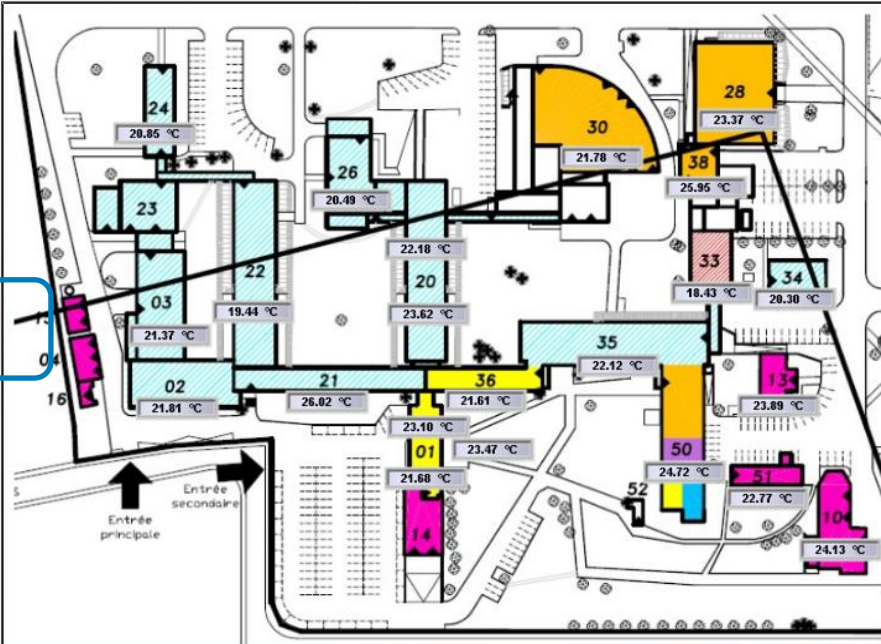 28
24
23.37 °C
30
20.85 °C
21.78 °C
38
26
25.95 °C
20.49 °C
23
22.18 °C
33
22
20
34
03
18.43 °C
20.30 °C
19.44 °C
23.62 °C
21.37 °C
35
04
22.12 °C
21
36
13
02
16
26.02 °C
21.61 °C
23.89 °C
21.81 °C
23.10 °C
01
23.47 °C
50
24.72 °C
51
21.68 °C
22.77 °C
52
Entrée
secondaire
Entrée
principale
14
10
24.13 °C